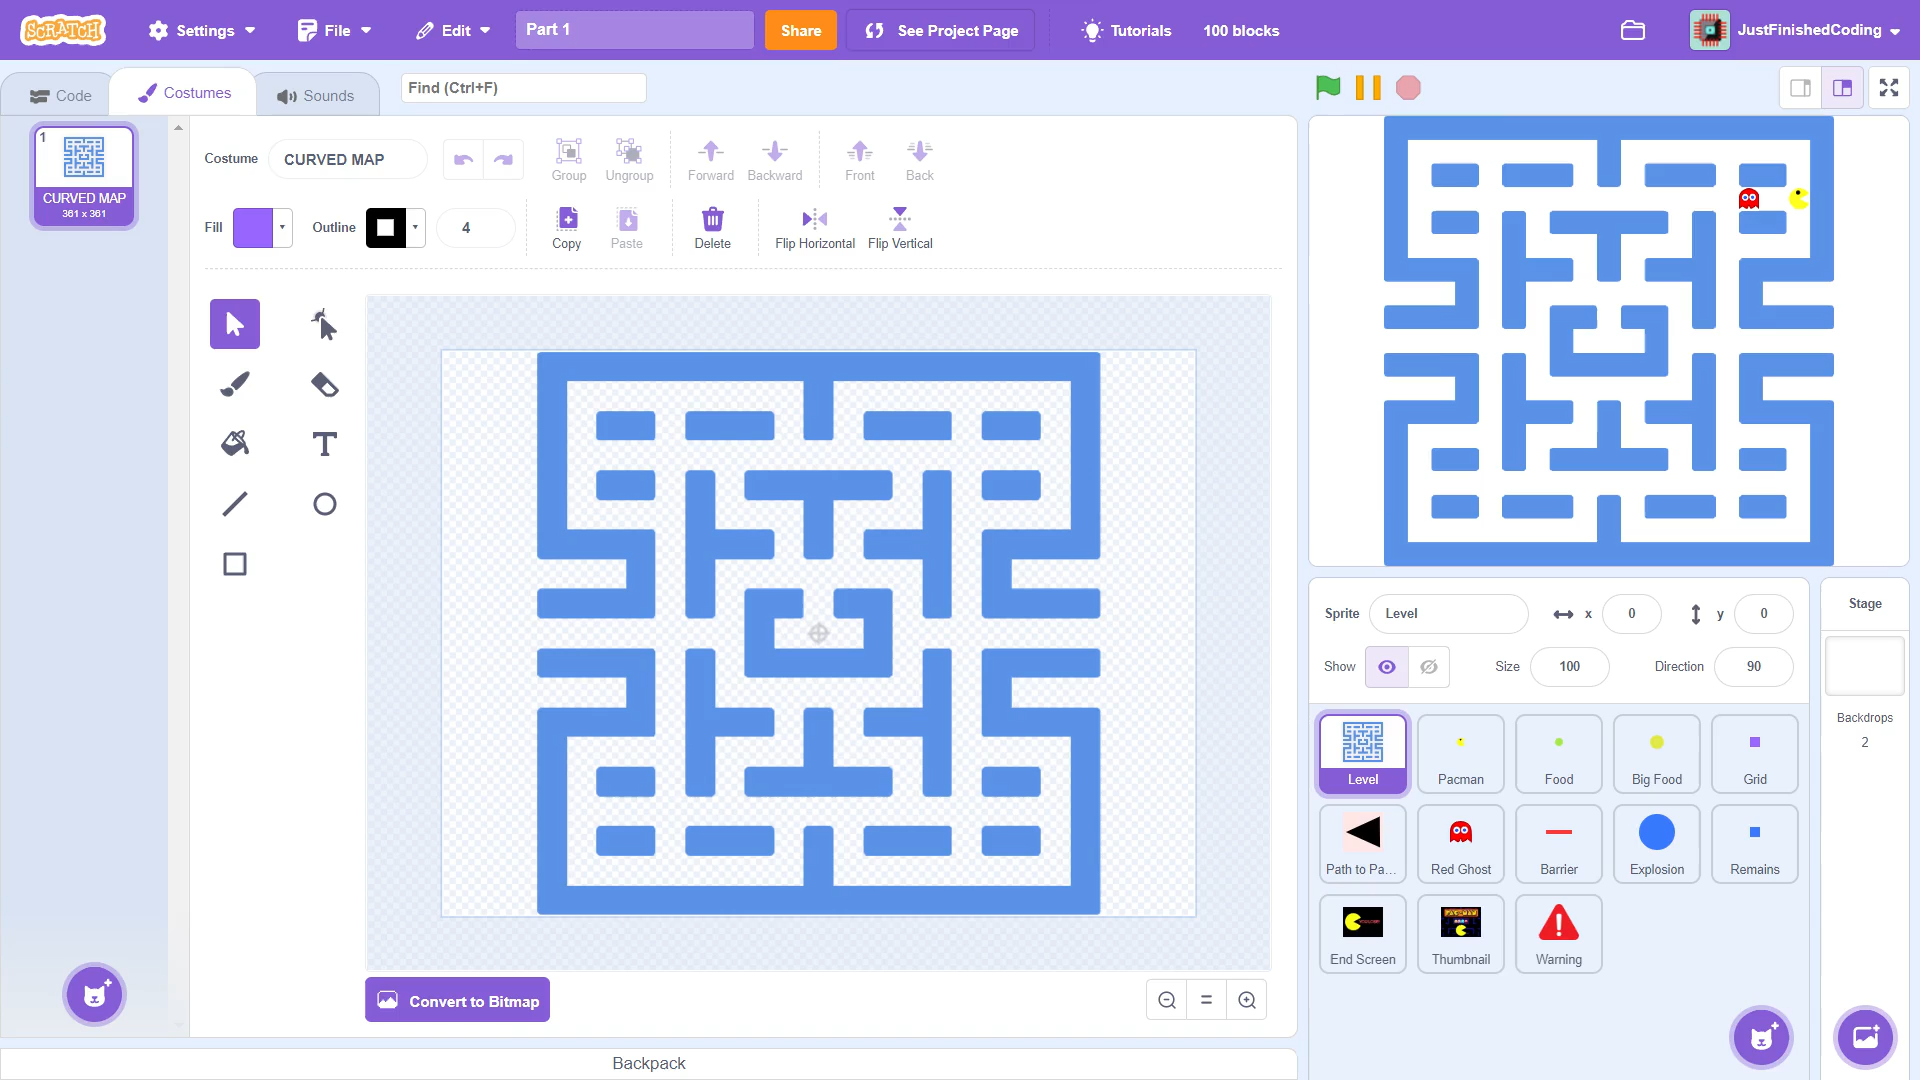 SCRATCH
Settings
File
Edit
Part 1
Share
See Project Page
Tutorials
100 blocks
JustFinishedCoding
Code
Costumes
Sounds
Find (Ctrl+F)
1
CURVED MAP
361 x 361
Costume
CURVED MAP
Group
Ungroup
Forward
Backward
Front
Back
Fill
Outline
4
Copy
Paste
Delete
Flip Horizontal
Flip Vertical
T
Convert to Bitmap
Backpack
Sprite
Level
x
0
y
0
Show
Size
100
Direction
90
Level
Pacman
Food
Big Food
Grid
Path to Pa...
Red Ghost
Barrier
Explosion
Remains
End Screen
Thumbnail
Warning
Stage
Backdrops
2